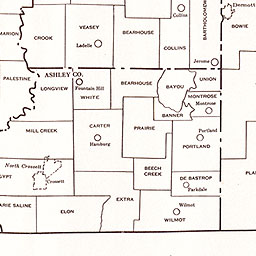 Collins
Dermott
BARTHOLOMEW
VEASEY
BOWIE
MARION
CROOK
BEARHOUSE
Ladelle
COLLINS
Jerome
ASHLEY CO.
PALESTINE
LONGVIEW
Fountain Hill
WHITE
BEARHOUSE
BAYOU
UNION
MONTROSE
Montrose
BANNER
MILL CREEK
CARTER
PRAIRIE
Portland
Hamburg
PORTLAND
North Crossett
BEECH
CREEK
Crossett
DE BASTROP
Parkdale
EXTRA
Wilmot
ELON
WILMOT